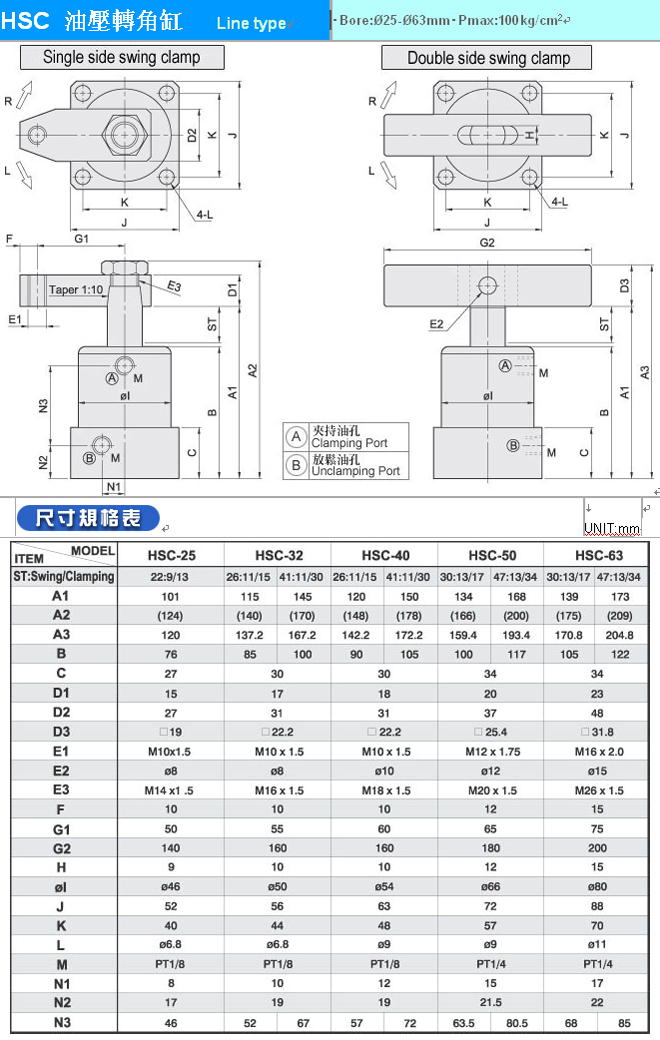 HSC 油壓轉角缸 Line type - Bore:Ø25-Ø63mm- Pmax:100kg/cm²
Single side swing clamp
Double side swing clamp
R
L
D2
K
J
K
J
4-L
R
L
H
K
J
K
J
4-L
F
G1
Taper 1:10
E3
E1
D1
ST
A
M
øI
N3
N2
B
M
N1
C
B
A1
A2
G2
D3
E2
ST
A
M
øI
B
M
C
B
A1
A3
A 夾持油孔
Clamping Port
B 放鬆油孔
Unclamping Port
尺寸規格表
UNIT:mm
ITEM MODEL HSC-25 HSC-32 HSC-40 HSC-50 HSC-63
ST:Swing/Clamping 22:9/13 26:11/15 41:11/30 26:11/15 41:11/30 30:13/17 47:13/34 30:13/17 47:13/34
A1 101 115 145 120 150 134 168 139 173
A2 (124) (140) (170) (148) (178) (166) (200) (175) (209)
A3 120 137.2 167.2 142.2 172.2 159.4 193.4 170.8 204.8
B 76 85 100 90 105 100 117 105 122
C 27 30 30 34 34
D1 15 17 18 20 23
D2 27 31 31 37 48
D3 □19 □22.2 □22.2 □25.4 □31.8
E1 M10x1.5 M10 x 1.5 M10 x 1.5 M12 x 1.75 M16 x 2.0
E2 ø8 ø8 ø10 ø12 ø15
E3 M14 x1 .5 M16 x 1.5 M18 x 1.5 M20 x 1.5 M26 x 1.5
F 10 10 10 12 15
G1 50 55 60 65 75
G2 140 160 160 180 200
H 9 10 10 12 15
øI ø46 ø50 ø54 ø66 ø80
J 52 56 63 72 88
K 40 44 48 57 70
L ø6.8 ø6.8 ø9 ø9 ø11
M PT1/8 PT1/8 PT1/8 PT1/4 PT1/4
N1 8 10 12 15 17
N2 17 19 19 21.5 22
N3 46 52 67 57 72 63.5 80.5 68 85